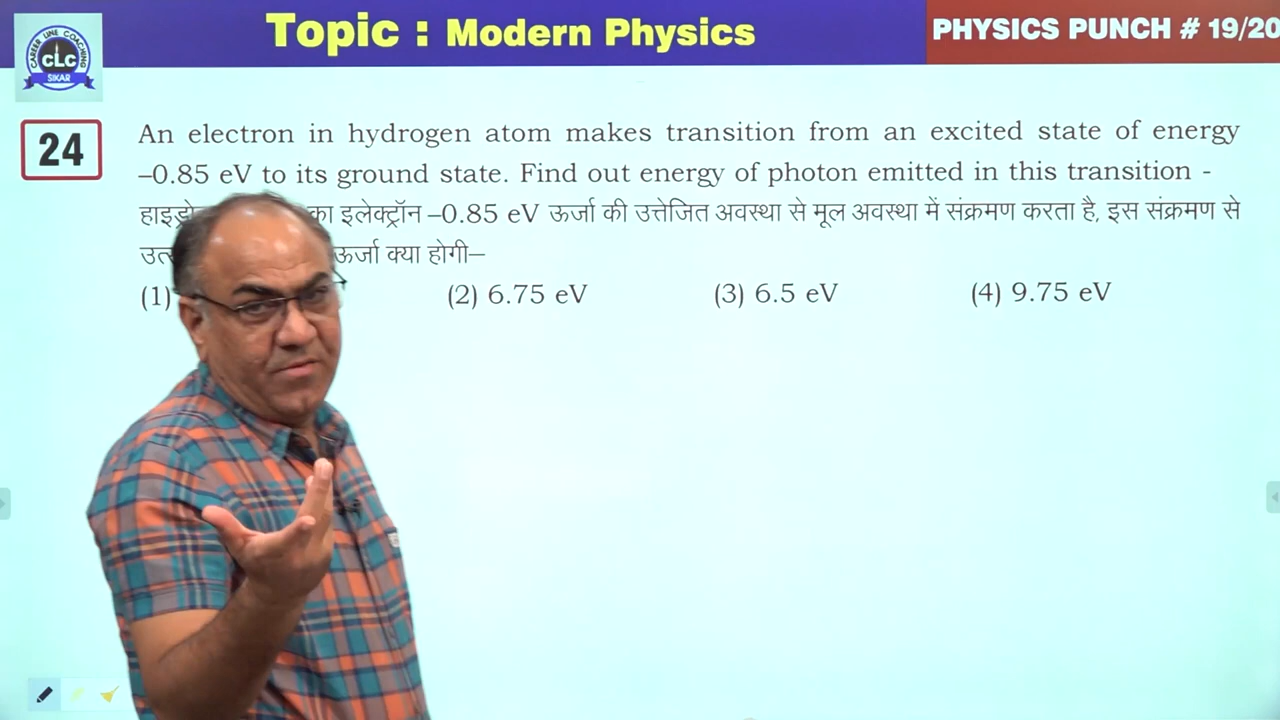 Topic : Modern Physics
PHYSICS PUNCH # 19/20
CAREER LINE COACHING
CLC
SIKAR
24
An electron in hydrogen atom makes transition from an excited state of energy
–0.85 eV to its ground state. Find out energy of photon emitted in this transition -
का इलेक्ट्रॉन –0.85 eV ऊर्जा की उत्तेजित अवस्था से मूल अवस्था में संक्रमण करता है, इस संक्रमण से
ऊर्जा क्या होगी–
(1) (2) 6.75 eV (3) 6.5 eV (4) 9.75 eV